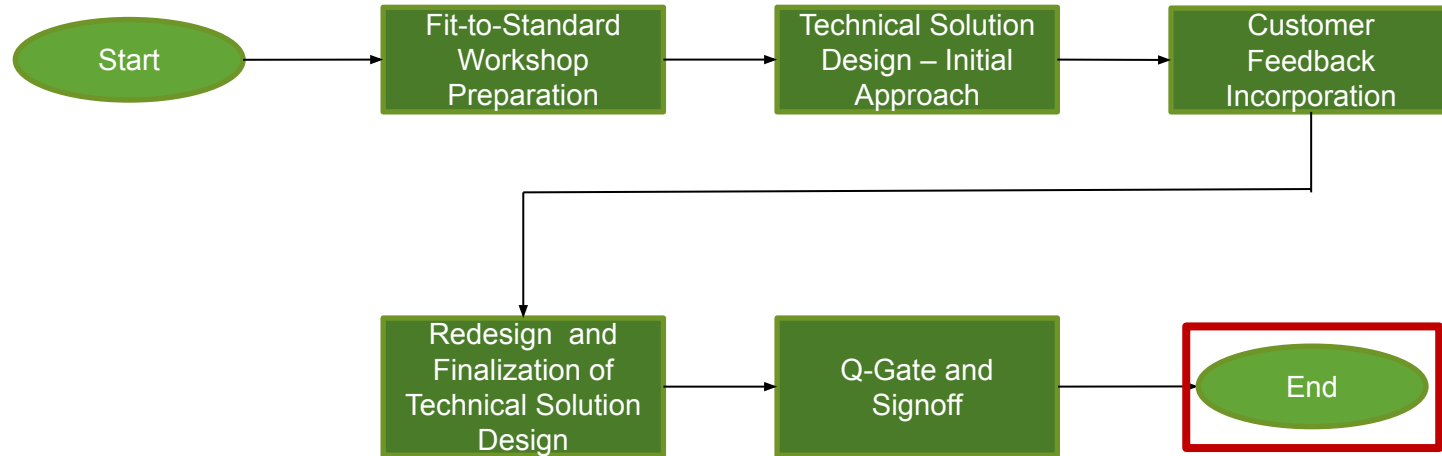 Start
Fit-to-Standard
Workshop
Preparation
Technical Solution
Design – Initial
Approach
Customer
Feedback
Incorporation
Redesign  and
Finalization of
Technical Solution
Design
Q-Gate and
Signoff
End